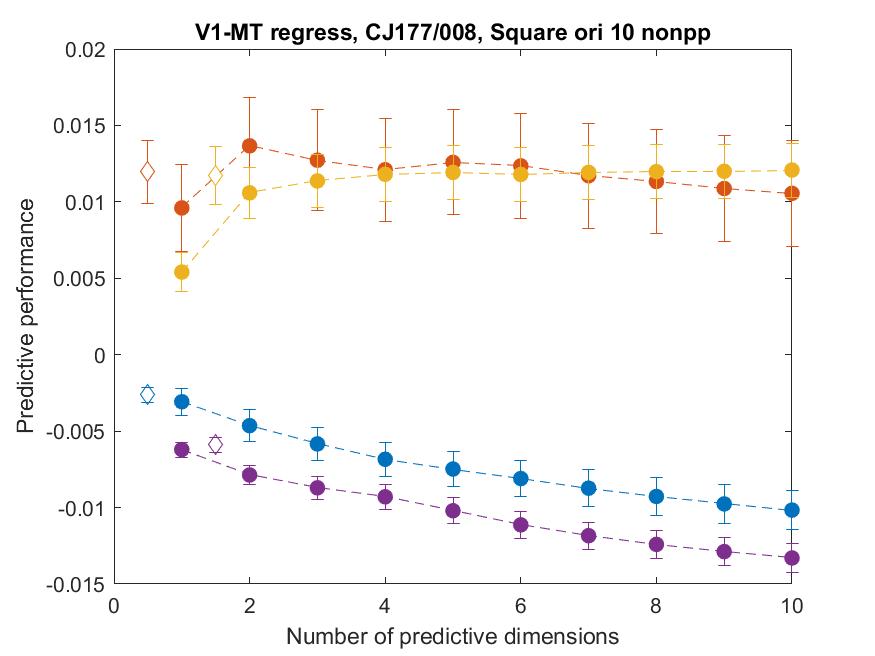 V1-MT regress, CJ177/008, Square ori 10 nonpp
0.02
0.015
0.01
0.005
0
-0.005
-0.01
-0.015
Predictive performance
0 2 4 6 8 10
Number of predictive dimensions